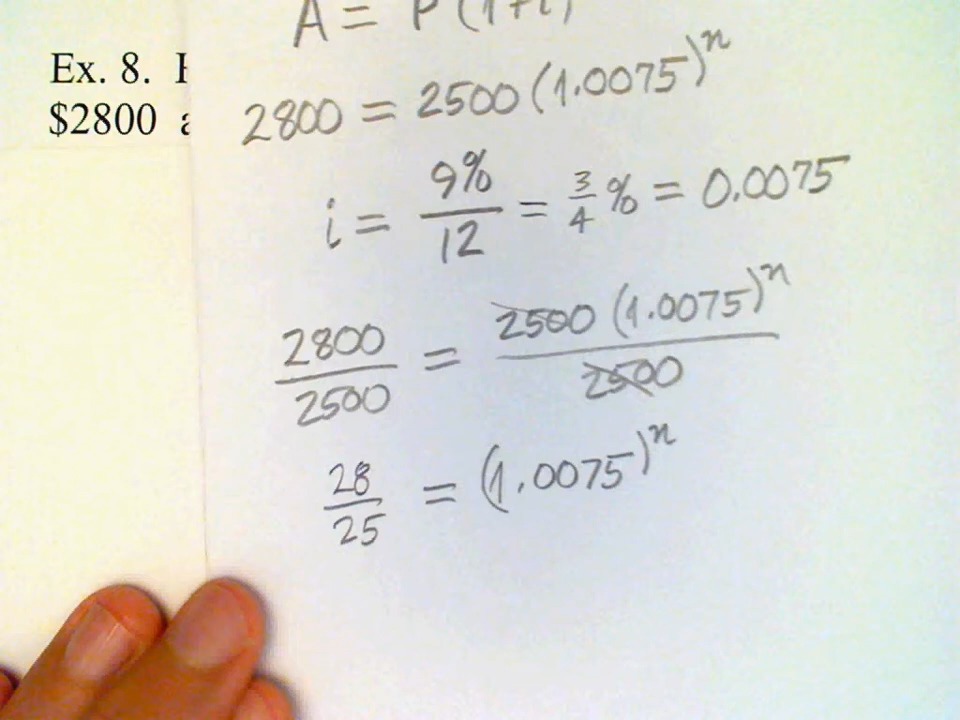 A = P(1+i)
Ex. 8.
$2800
2800 = 2500(1.0075)^n
i = 9%/12 = 3/4 % = 0.0075
2800/2500 = 2500(1.0075)^n/2500
28/25 = (1.0075)^n